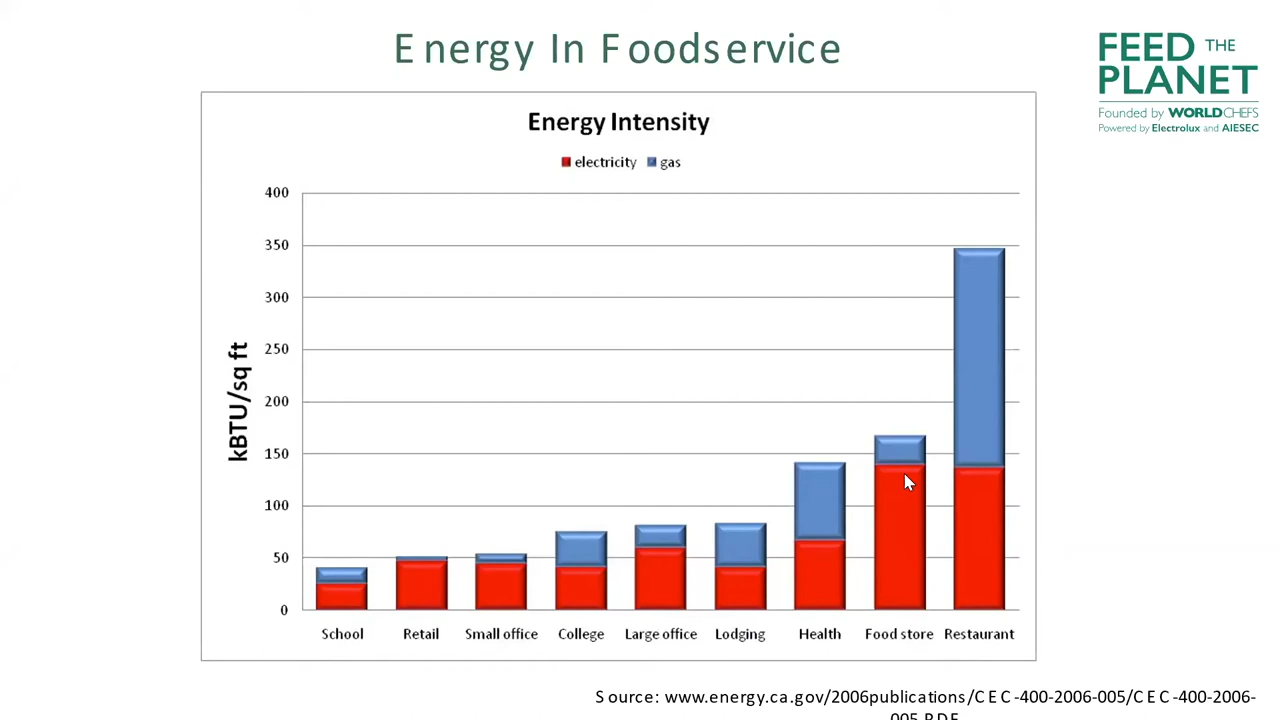 Energy In Foodservice
FEED THE
PLANET
Founded by WORLDCHEFS
Powered by Electrolux and AIESEC
Energy Intensity
electricity gas
400
350
300
250
200
150
100
50
0
kBTU/sq ft
School Retail Small office College Large office Lodging Health Food store Restaurant
Source: www.energy.ca.gov/2006publications/CEC-400-2006-005/CEC-400-2006-
005.PDF